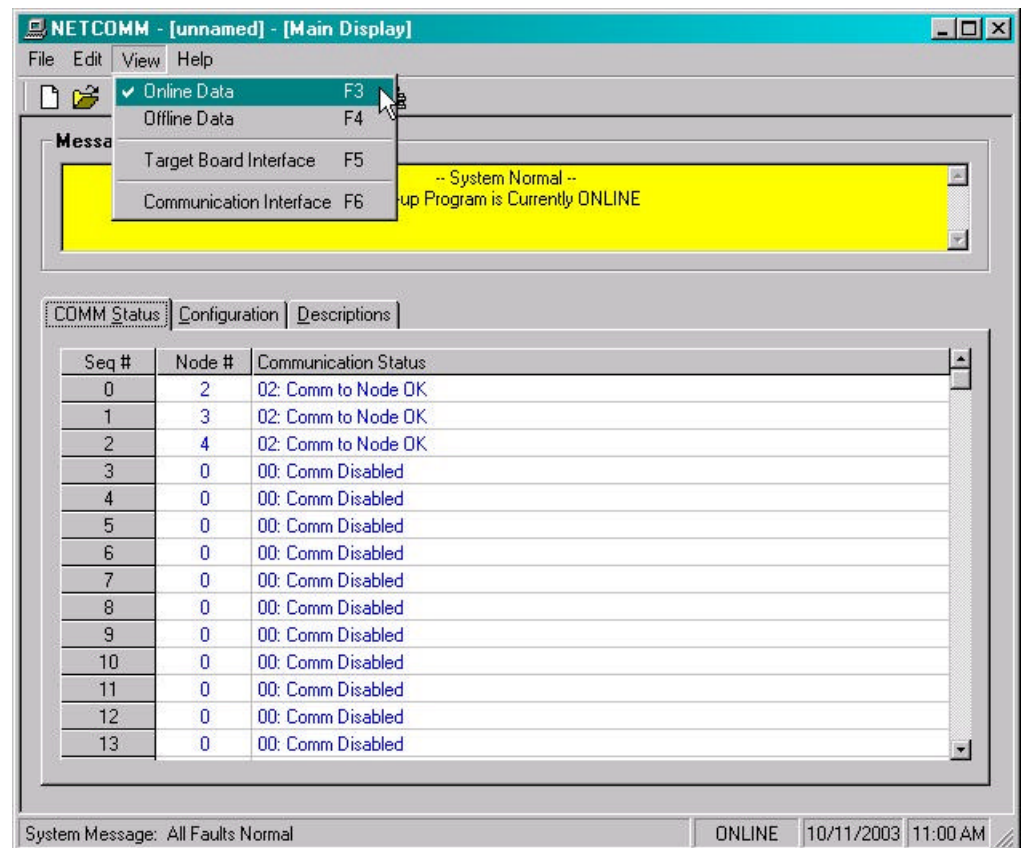 NETCOMM - [unnamed] - [Main Display]
File Edit View Help
Online Data F3
Offline Data F4
Target Board Interface F5
Communication Interface F6
-- System Normal --
Program is Currently ONLINE
COMM Status Configuration Descriptions
Seq # Node # Communication Status
0 2 02: Comm to Node OK
1 3 02: Comm to Node OK
2 4 02: Comm to Node OK
3 0 00: Comm Disabled
4 0 00: Comm Disabled
5 0 00: Comm Disabled
6 0 00: Comm Disabled
7 0 00: Comm Disabled
8 0 00: Comm Disabled
9 0 00: Comm Disabled
10 0 00: Comm Disabled
11 0 00: Comm Disabled
12 0 00: Comm Disabled
13 0 00: Comm Disabled
System Message: All Faults Normal ONLINE 10/11/2003 11:00 AM